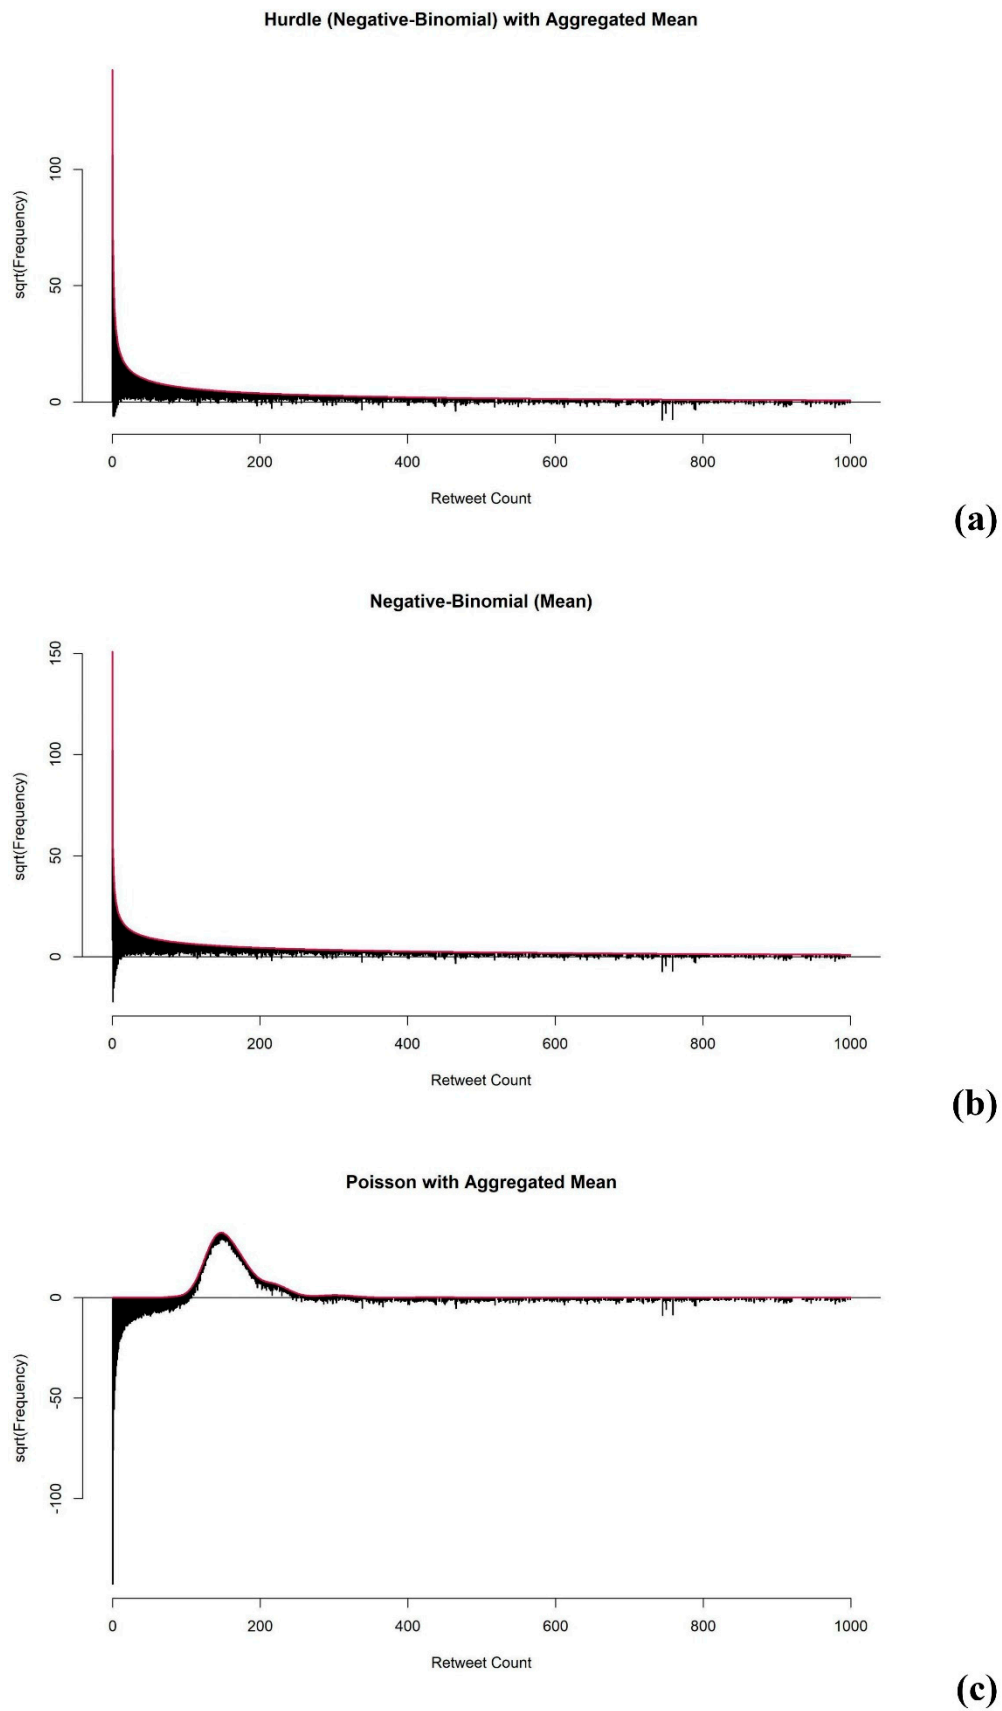 Hurdle (Negative-Binomial) with Aggregated Mean
sqrt(Frequency)
100
50
0
0 200 400 600 800 1000
Retweet Count
(a)
Negative-Binomial (Mean)
sqrt(Frequency)
150
100
50
0
0 200 400 600 800 1000
Retweet Count
(b)
Poisson with Aggregated Mean
sqrt(Frequency)
0
-50
-100
0 200 400 600 800 1000
Retweet Count
(c)